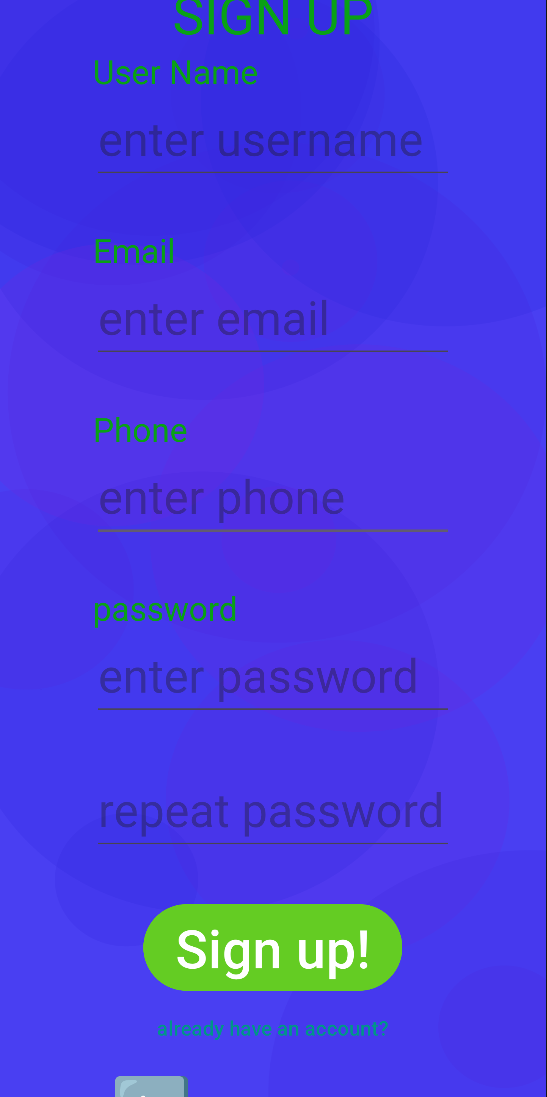 SIGN UP
User Name
enter username
Email
enter email
Phone
enter phone
password
enter password
repeat password
Sign up!
already have an account?